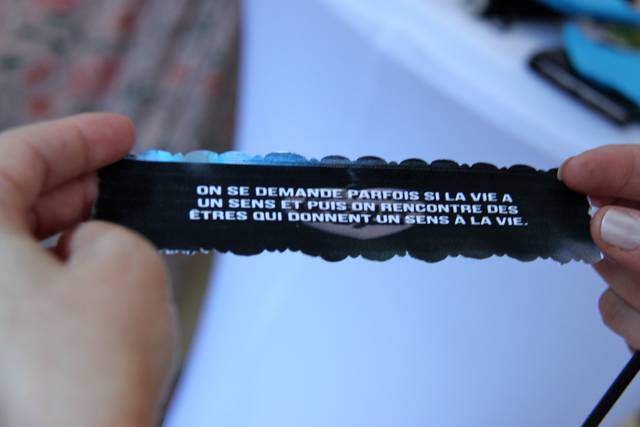 ON SE DEMANDE PARFOIS SI LA VIE A
UN SENS ET PUIS ON RENCONTRE DES
ÊTRES QUI DONNENT UN SENS À LA VIE.